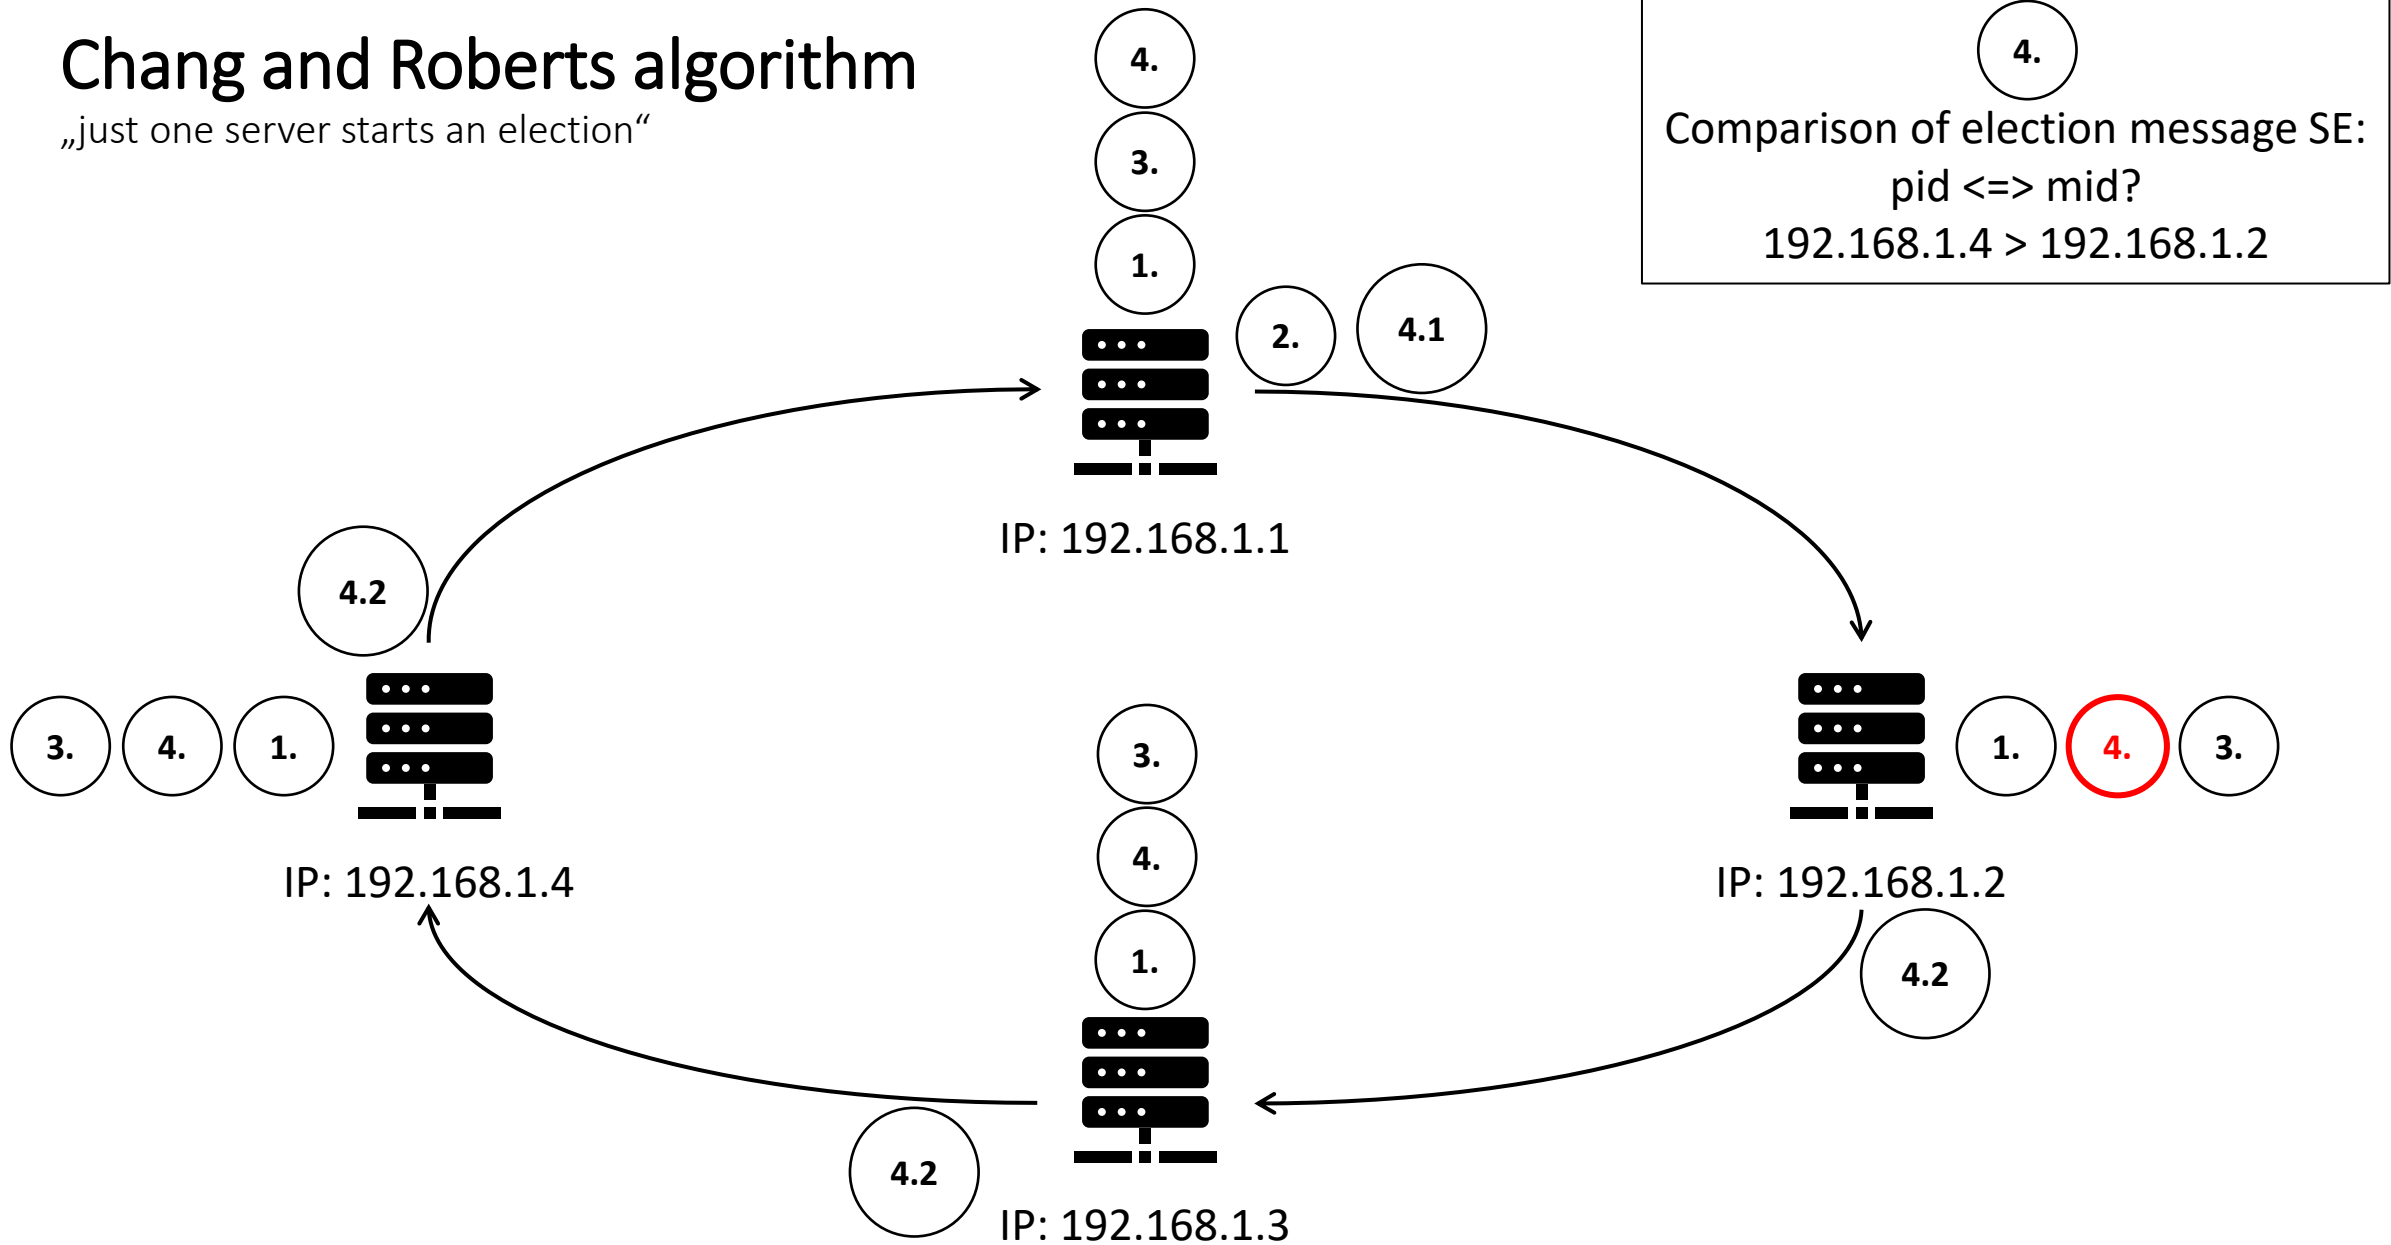 Chang and Roberts algorithm
„just one server starts an election“
4.
3.
1.
4.
Comparison of election message SE:
pid <=> mid?
192.168.1.4 > 192.168.1.2
2.
4.1
IP: 192.168.1.1
4.2
3.
4.
1.
IP: 192.168.1.4
3.
4.
1.
1.
4.
3.
IP: 192.168.1.2
4.2
4.2
IP: 192.168.1.3